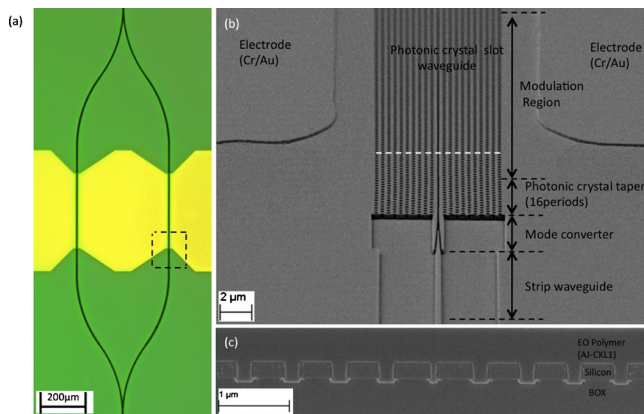 (a)
200μm
(b)
Electrode
(Cr/Au)
Photonic crystal slot
waveguide
Electrode
(Cr/Au)
Modulation
Region
Photonic crystal taper
(16periods)
Mode converter
Strip waveguide
2 μm
(c)
EO Polymer
(AJ-CKL1)
Silicon
BOX
1 μm